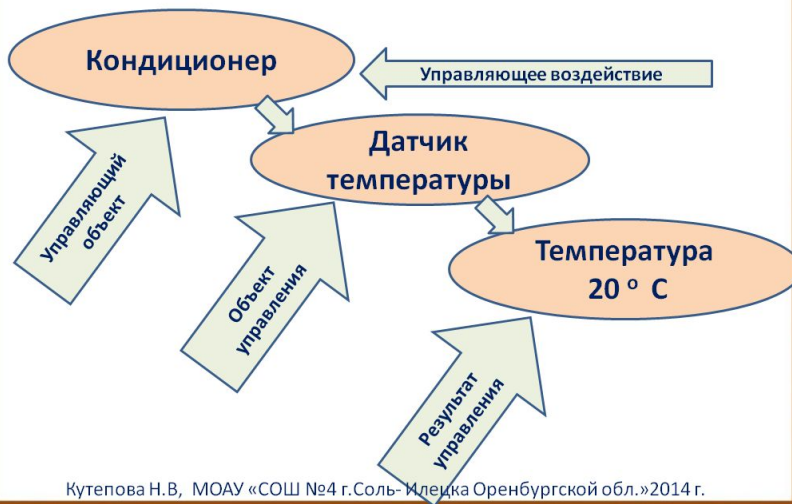 Кондиционер
Управляющее воздействие
Датчик
температуры
Управляющий
объект
Температура
20 ° С
Объект
управления
Результат
управления
Кутепова Н.В, МОАУ «СОШ №4 г.Соль- Илецка Оренбургской обл.»2014 г.